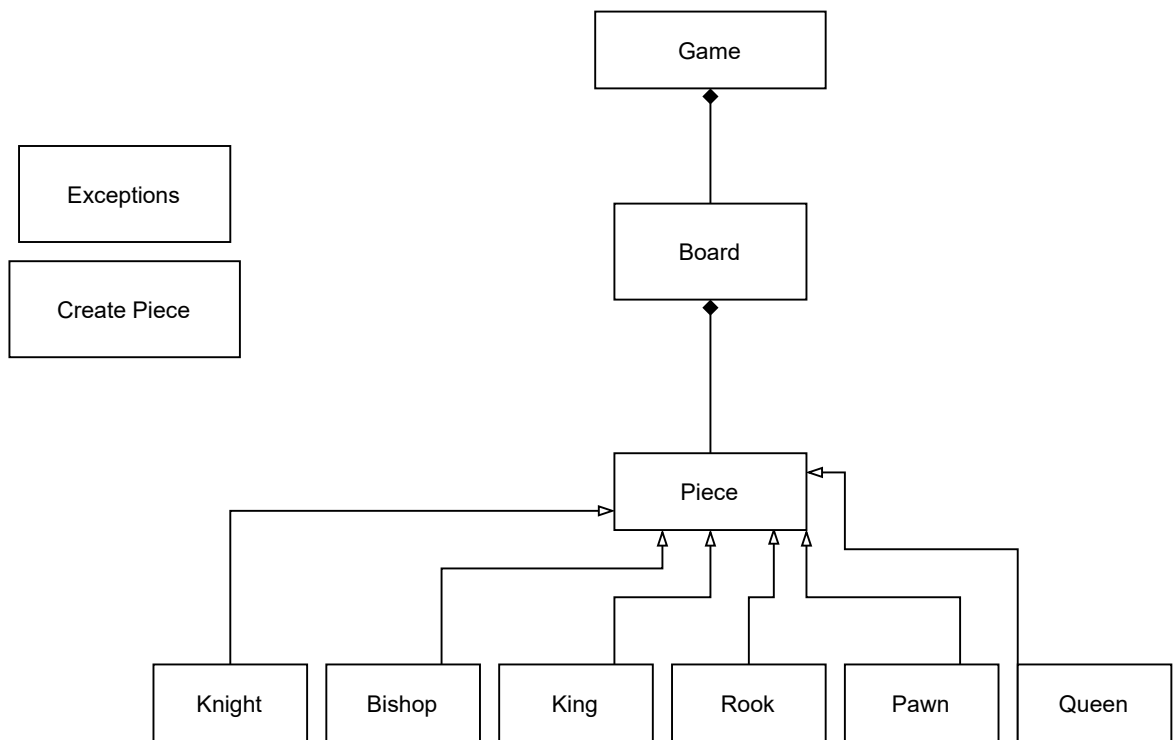 Game
Exceptions
Board
Create Piece
Piece
Knight
Bishop
King
Rook
Pawn
Queen